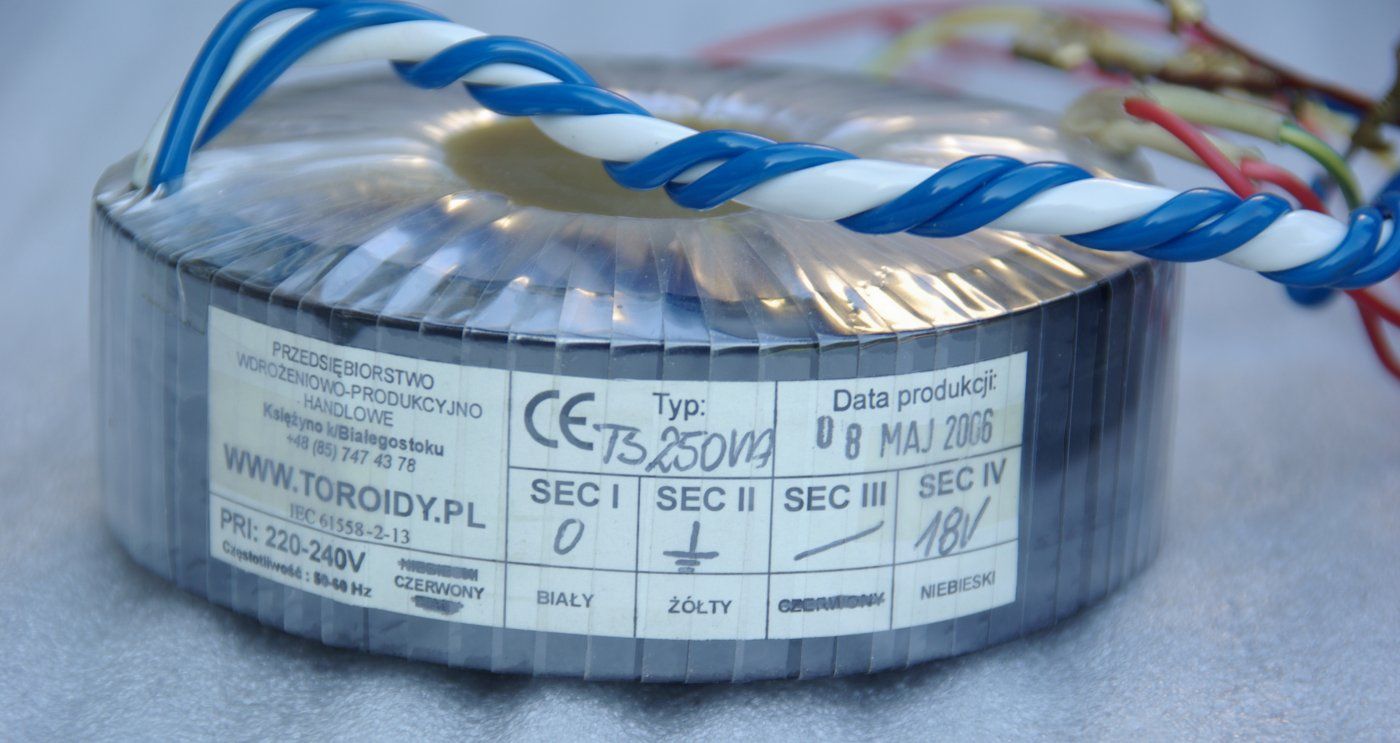 PRZEDSIĘBIORSTWO
WDROŻENIOWO-PRODUKCYJNO
HANDLOWE
Księżyno k/Białegostoku
+48 (85) 747 43 78
WWW.TOROIDY.PL
IEC 61558-2-13
PRI: 220-240V
Częstotliwość : 50-60 Hz
NIEBIESKI
CZERWONY
CE Typ:
TS 250VA
Data produkcji:
08 MAJ 2006
SEC I SEC II SEC III SEC IV
0 18V
BIAŁY ŻÓŁTY CZERWONY NIEBIESKI